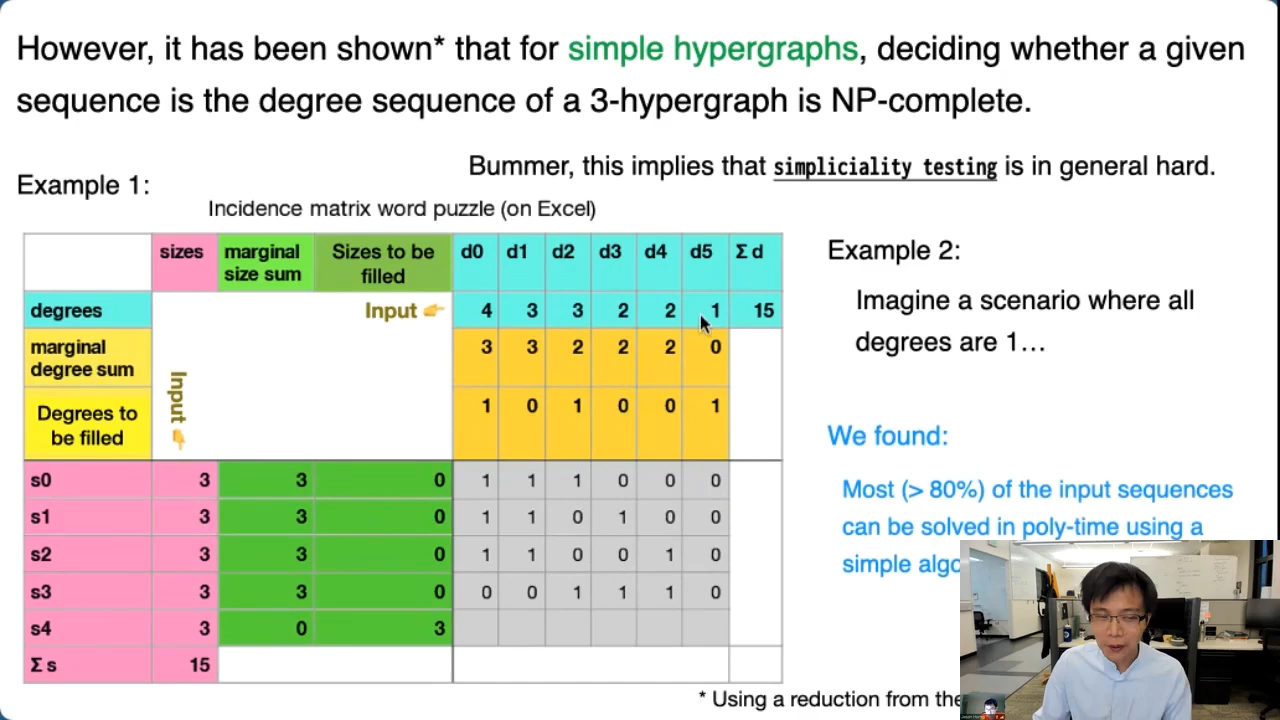 However, it has been shown* that for simple hypergraphs, deciding whether a given
sequence is the degree sequence of a 3-hypergraph is NP-complete.
Bummer, this implies that simpliciality testing is in general hard.
Example 1:
Incidence matrix word puzzle (on Excel)
sizes marginal size sum Sizes to be filled d0 d1 d2 d3 d4 d5 Σ d
degrees Input 👉 4 3 3 2 2 1 15
marginal degree sum 3 3 2 2 2 0
Degrees to be filled Input 👇 1 0 1 0 0 1
s0 3 3 0 1 1 1 0 0 0
s1 3 3 0 1 1 0 1 0 0
s2 3 3 0 1 1 0 0 1 0
s3 3 3 0 0 0 1 1 1 0
s4 3 0 3
Σ s 15
Example 2:
Imagine a scenario where all
degrees are 1…
We found:
Most (> 80%) of the input sequences
can be solved in poly-time using a
simple
* Using a reduction from